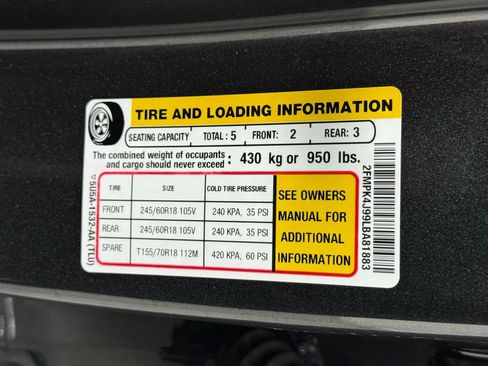 TIRE AND LOADING INFORMATION
SEATING CAPACITY TOTAL : 5 FRONT: 2 REAR: 3
The combined weight of occupants
and cargo should never exceed : 430 kg or 950 lbs.
TIRE SIZE COLD TIRE PRESSURE
FRONT 245/60R18 105V 240 KPA, 35 PSI
REAR 245/60R18 105V 240 KPA, 35 PSI
SPARE T155/70R18 112M 420 KPA, 60 PSI
SEE OWNERS
MANUAL FOR
ADDITIONAL
INFORMATION
5U5A-1532-AA (TLU)
2FMPK4J99LBA81883